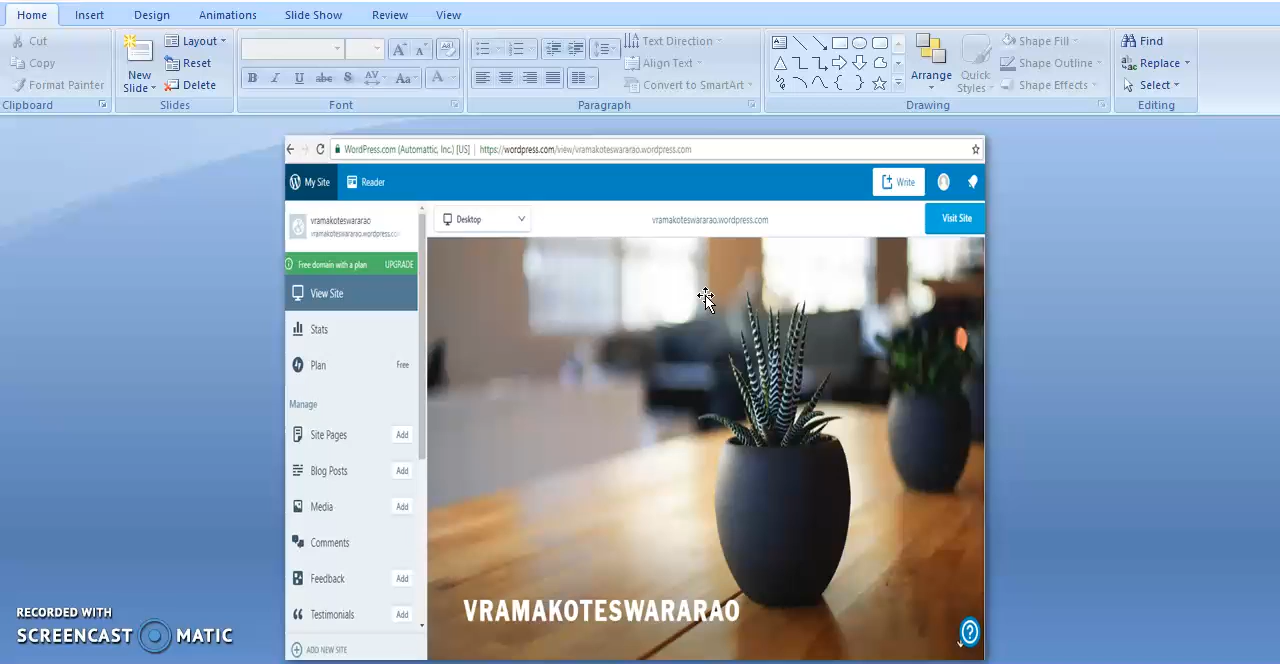 Home Insert Design Animations Slide Show Review View
Cut
Copy
Format Painter
Clipboard
New
Slide
Layout
Reset
Delete
Slides
B I U abc S AV Aa A
Font
Text Direction
Align Text
Convert to SmartArt
Paragraph
Arrange
Quick
Styles
Shape Fill
Shape Outline
Shape Effects
Drawing
Find
Replace
Select
Editing
WordPress.com (Automattic, Inc.) [US] | https://wordpress.com/view/vramakoteswararao.wordpress.com
My Site Reader Write
vramakoteswararao
vramakoteswararao.wordpress.co
Desktop vramakoteswararao.wordpress.com Visit Site
Free domain with a plan UPGRADE
View Site
Stats
Plan Free
Manage
Site Pages Add
Blog Posts Add
Media Add
Comments
Feedback Add
Testimonials Add
ADD NEW SITE
VRAMAKOTESWARARAO
RECORDED WITH
SCREENCAST MATIC